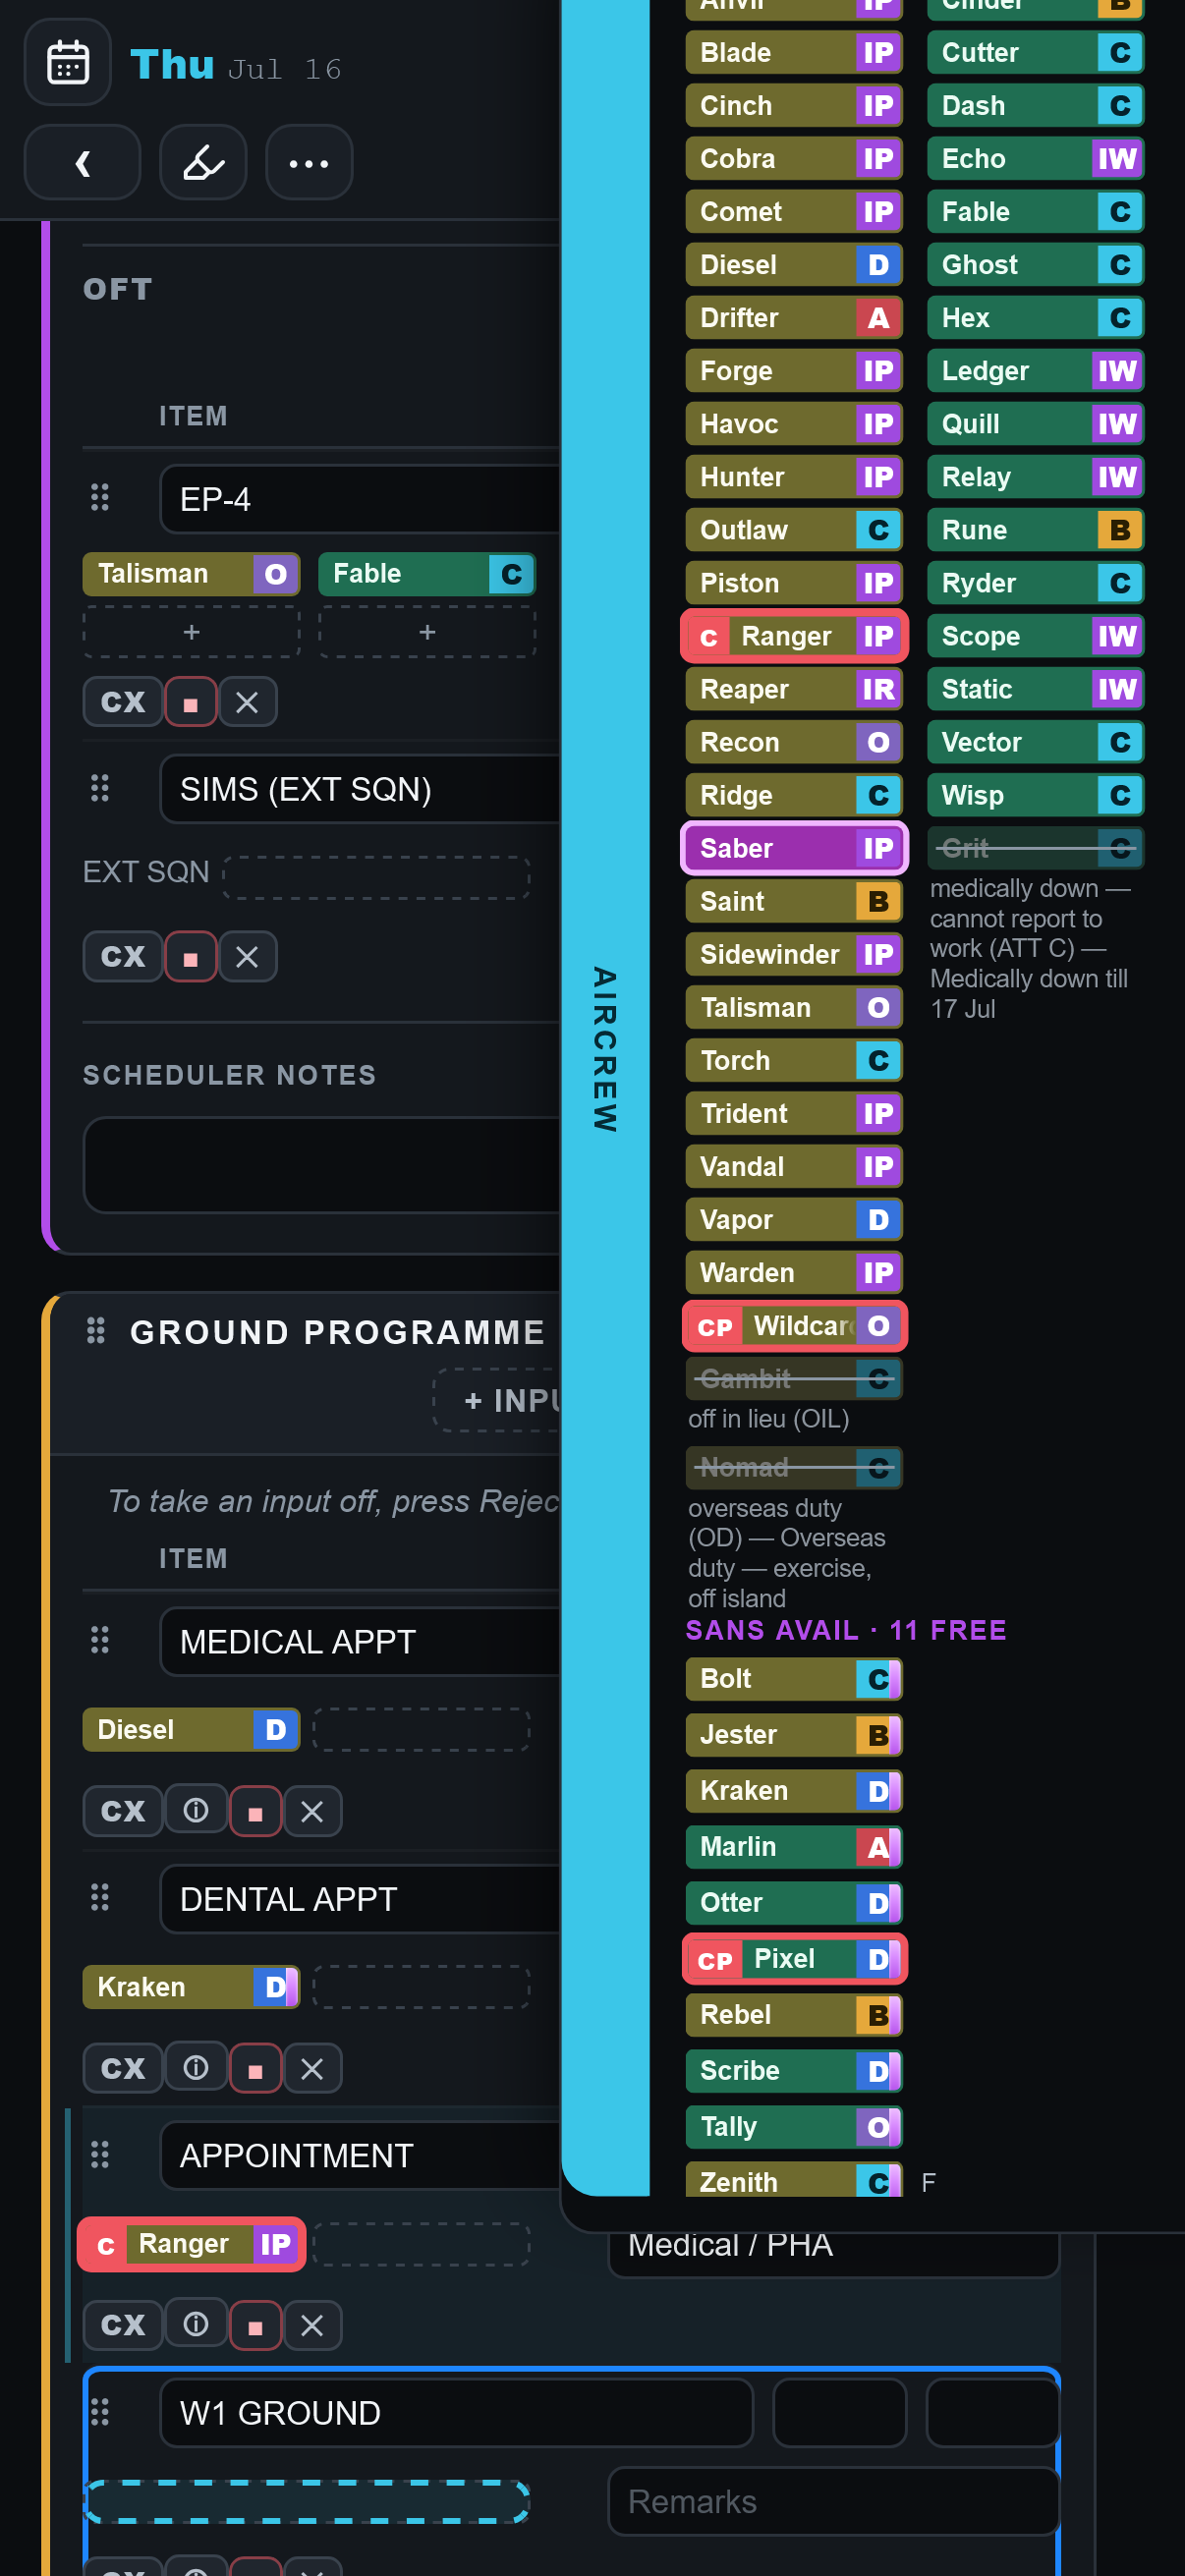 Thu Jul 16
OFT
ITEM
EP-4
Talisman O
Fable C
+ +
CX
SIMS (EXT SQN)
EXT SQN
CX
SCHEDULER NOTES
GROUND PROGRAMME
ITEM
MEDICAL APPT
Diesel D
CX
DENTAL APPT
Kraken D
CX
APPOINTMENT
C Ranger IP
Medical / PHA
CX
W1 GROUND
Remarks
AIRCREW
Anvil IP
Blade IP
Cinch IP
Cobra IP
Comet IP
Diesel D
Drifter A
Forge IP
Havoc IP
Hunter IP
Outlaw C
Piston IP
C Ranger IP
Reaper IR
Recon O
Ridge C
Saber IP
Saint B
Sidewinder IP
Talisman O
Torch C
Trident IP
Vandal IP
Vapor D
Warden IP
CP Wildcar O
Gambit C
off in lieu (OIL)
Nomad C
overseas duty
(OD) — Overseas
duty — exercise,
off island
Cinder B
Cutter C
Dash C
Echo IW
Fable C
Ghost C
Hex C
Ledger IW
Quill IW
Relay IW
Rune B
Ryder C
Scope IW
Static IW
Vector C
Wisp C
Grit C
medically down —
cannot report to
work (ATT C) —
Medically down till
17 Jul
SANS AVAIL · 11 FREE
Bolt C
Jester B
Kraken D
Marlin A
Otter D
CP Pixel D
Rebel B
Scribe D
Tally O
Zenith C F
+ INPU
To take an input off, press Rejec